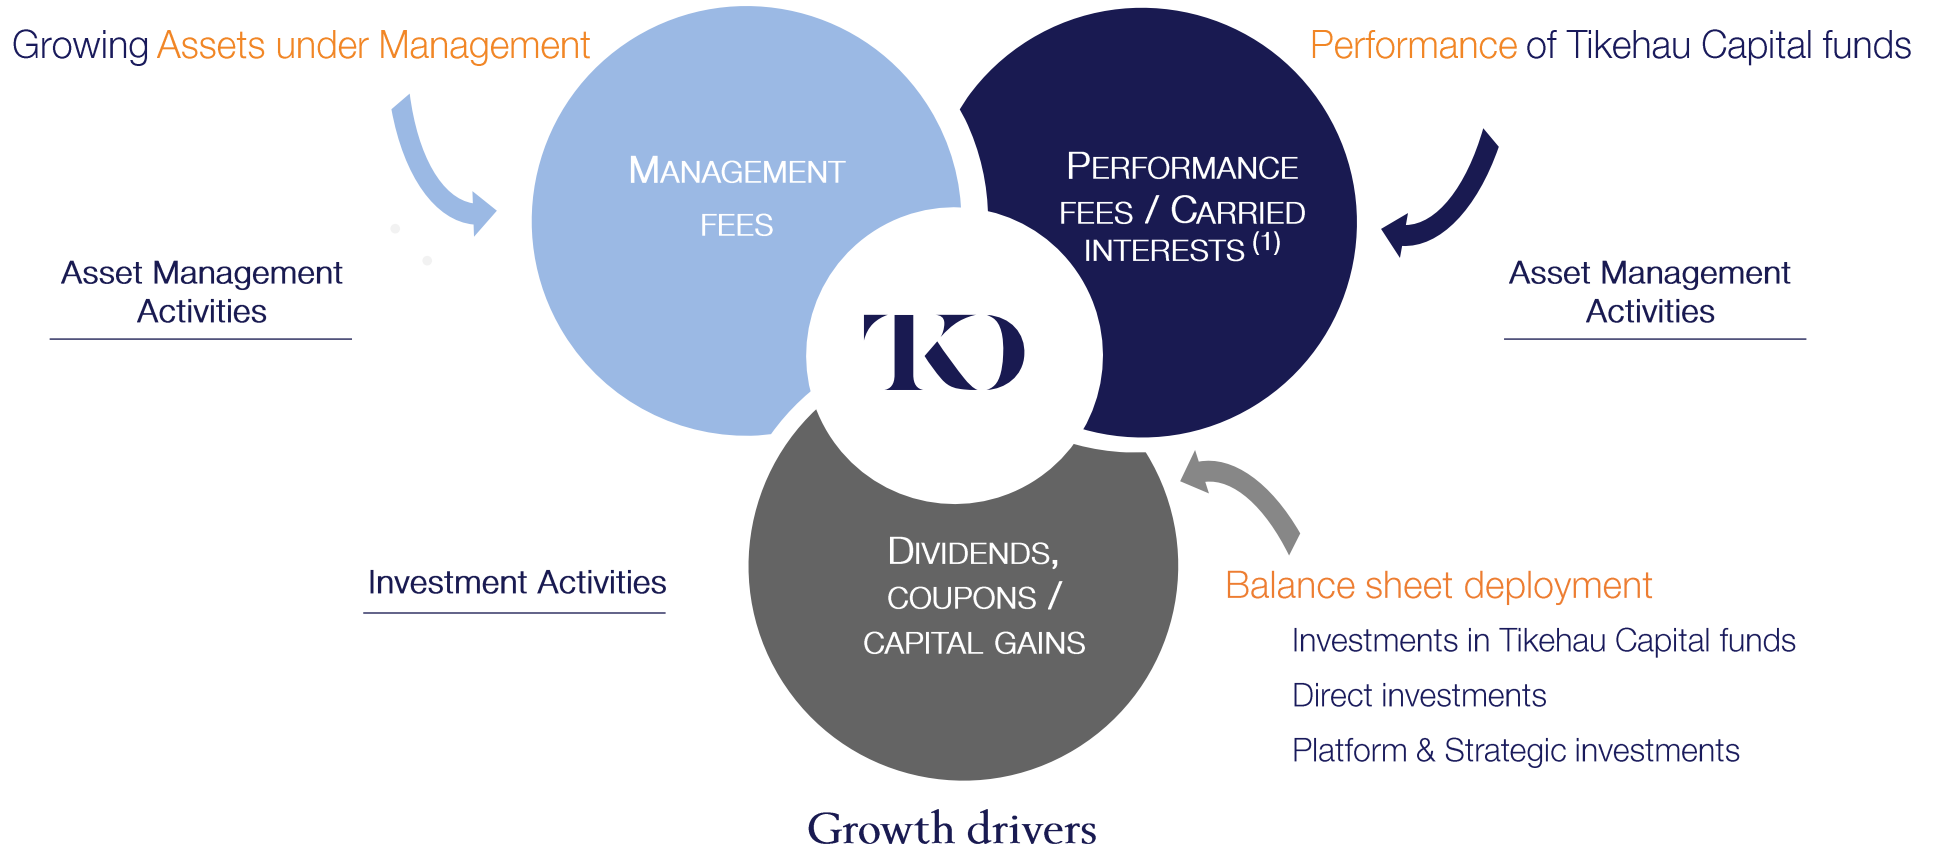 Growing Assets under Management
Performance of Tikehau Capital funds
MANAGEMENT
FEES
PERFORMANCE
FEES / CARRIED
INTERESTS (1)
Asset Management
Activities
Asset Management
Activities
TKO
DIVIDENDS,
COUPONS /
CAPITAL GAINS
Investment Activities
Balance sheet deployment
Investments in Tikehau Capital funds
Direct investments
Platform & Strategic investments
Growth drivers